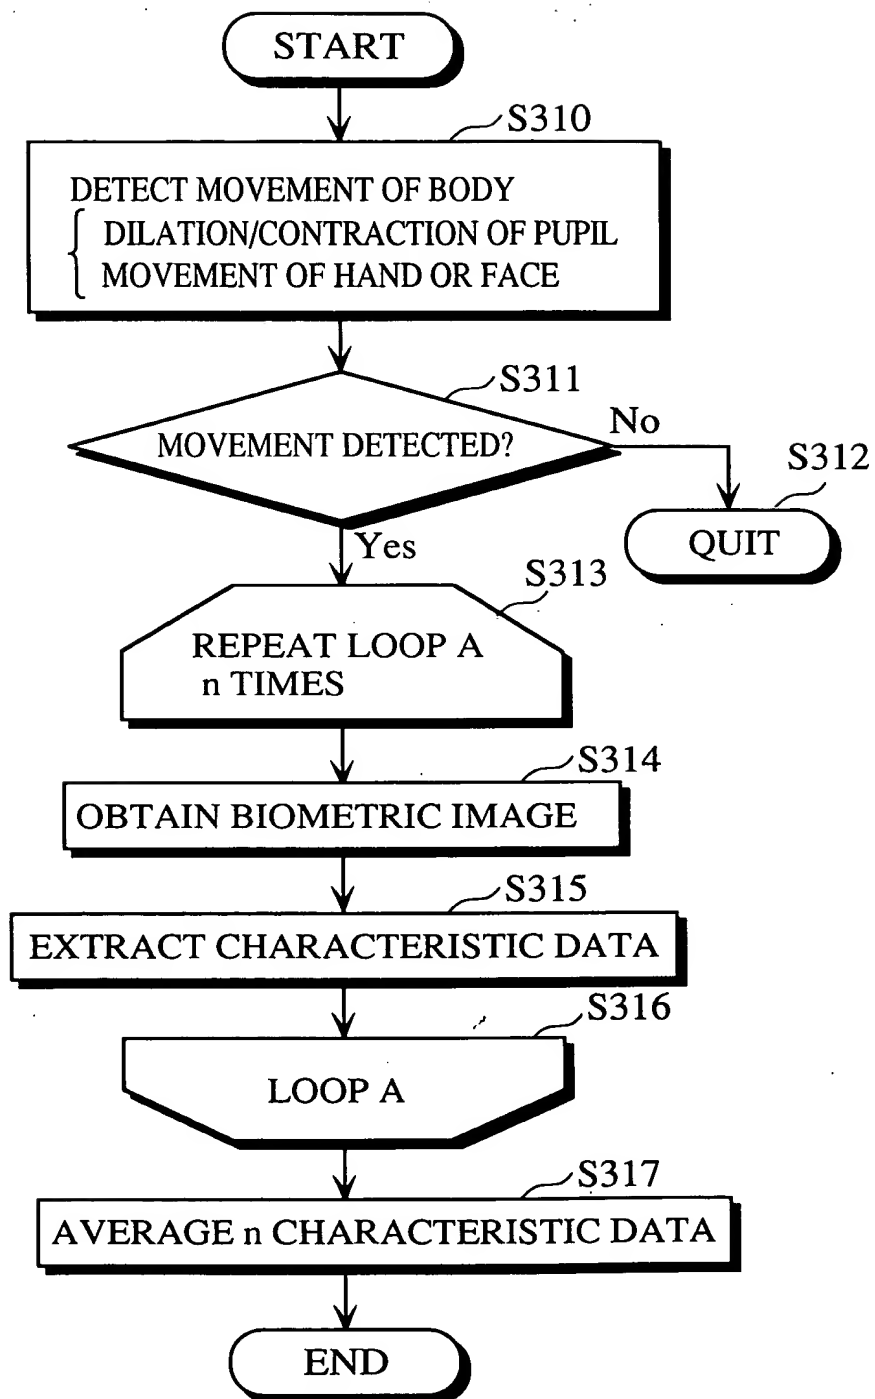 START
S310
DETECT MOVEMENT OF BODY
DILATION/CONTRACTION OF PUPIL
MOVEMENT OF HAND OR FACE
S311
MOVEMENT DETECTED?
No
S312
QUIT
Yes
S313
REPEAT LOOP A
n TIMES
S314
OBTAIN BIOMETRIC IMAGE
S315
EXTRACT CHARACTERISTIC DATA
S316
LOOP A
S317
AVERAGE n CHARACTERISTIC DATA
END